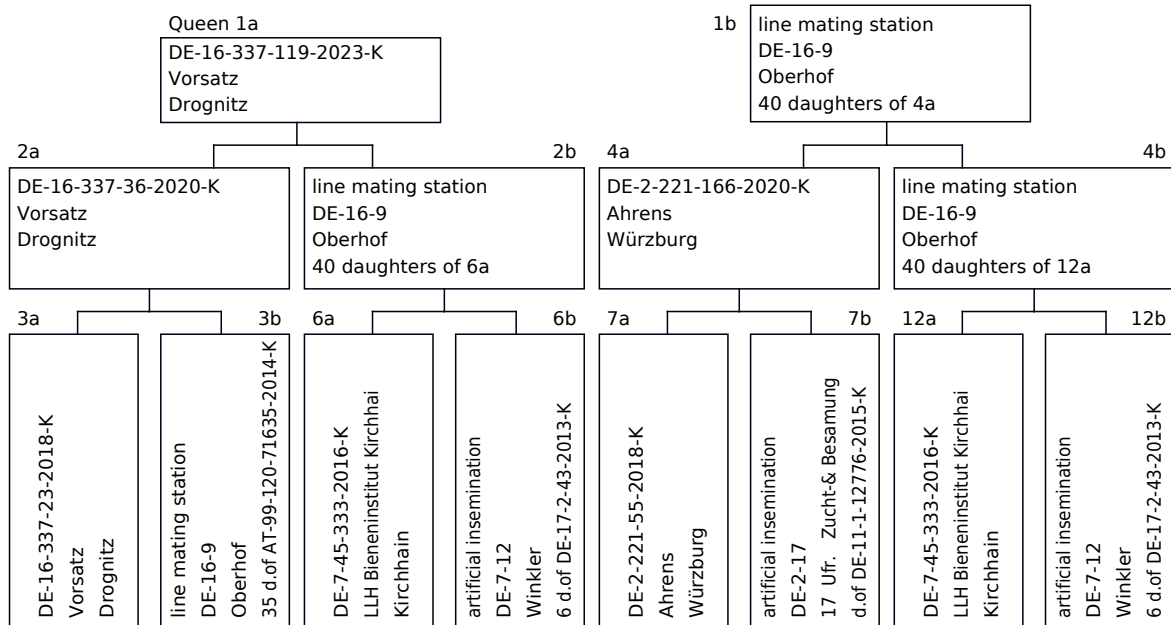 Queen 1a
DE-16-337-119-2023-K
Vorsatz
Drognitz
1b
line mating station
DE-16-9
Oberhof
40 daughters of 4a
2a
DE-16-337-36-2020-K
Vorsatz
Drognitz
2b
line mating station
DE-16-9
Oberhof
40 daughters of 6a
4a
DE-2-221-166-2020-K
Ahrens
Würzburg
4b
line mating station
DE-16-9
Oberhof
40 daughters of 12a
3a
DE-16-337-23-2018-K
Vorsatz
Drognitz
3b
line mating station
DE-16-9
Oberhof
35 d.of AT-99-120-71635-2014-K
6a
DE-7-45-333-2016-K
LLH Bieneninstitut Kirchhai
Kirchhain
6b
artificial insemination
DE-7-12
Winkler
6 d.of DE-17-2-43-2013-K
7a
DE-2-221-55-2018-K
Ahrens
Würzburg
7b
artificial insemination
DE-2-17
17 Ufr. Zucht-& Besamung
d.of DE-11-1-12776-2015-K
12a
DE-7-45-333-2016-K
LLH Bieneninstitut Kirchhai
Kirchhain
12b
artificial insemination
DE-7-12
Winkler
6 d.of DE-17-2-43-2013-K